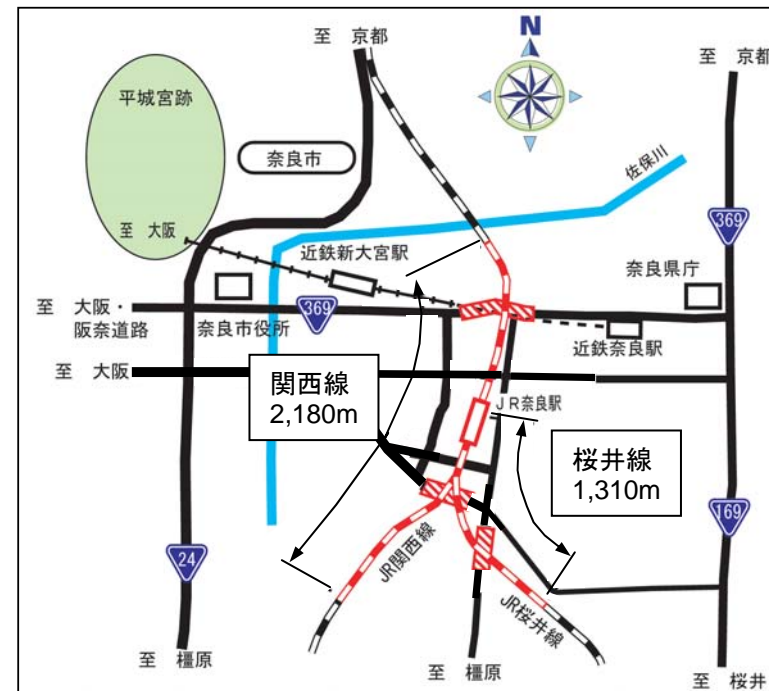 至 京都
N
至 京都
平城宮跡
奈良市
佐保川
369
至 大阪
近鉄新大宮駅
奈良県庁
至 大阪・
阪奈道路
奈良市役所
369
近鉄奈良駅
至 大阪
関西線
2,180m
JR奈良駅
桜井線
1,310m
169
24
JR関西線
JR桜井線
至 橿原
至 橿原
至 桜井